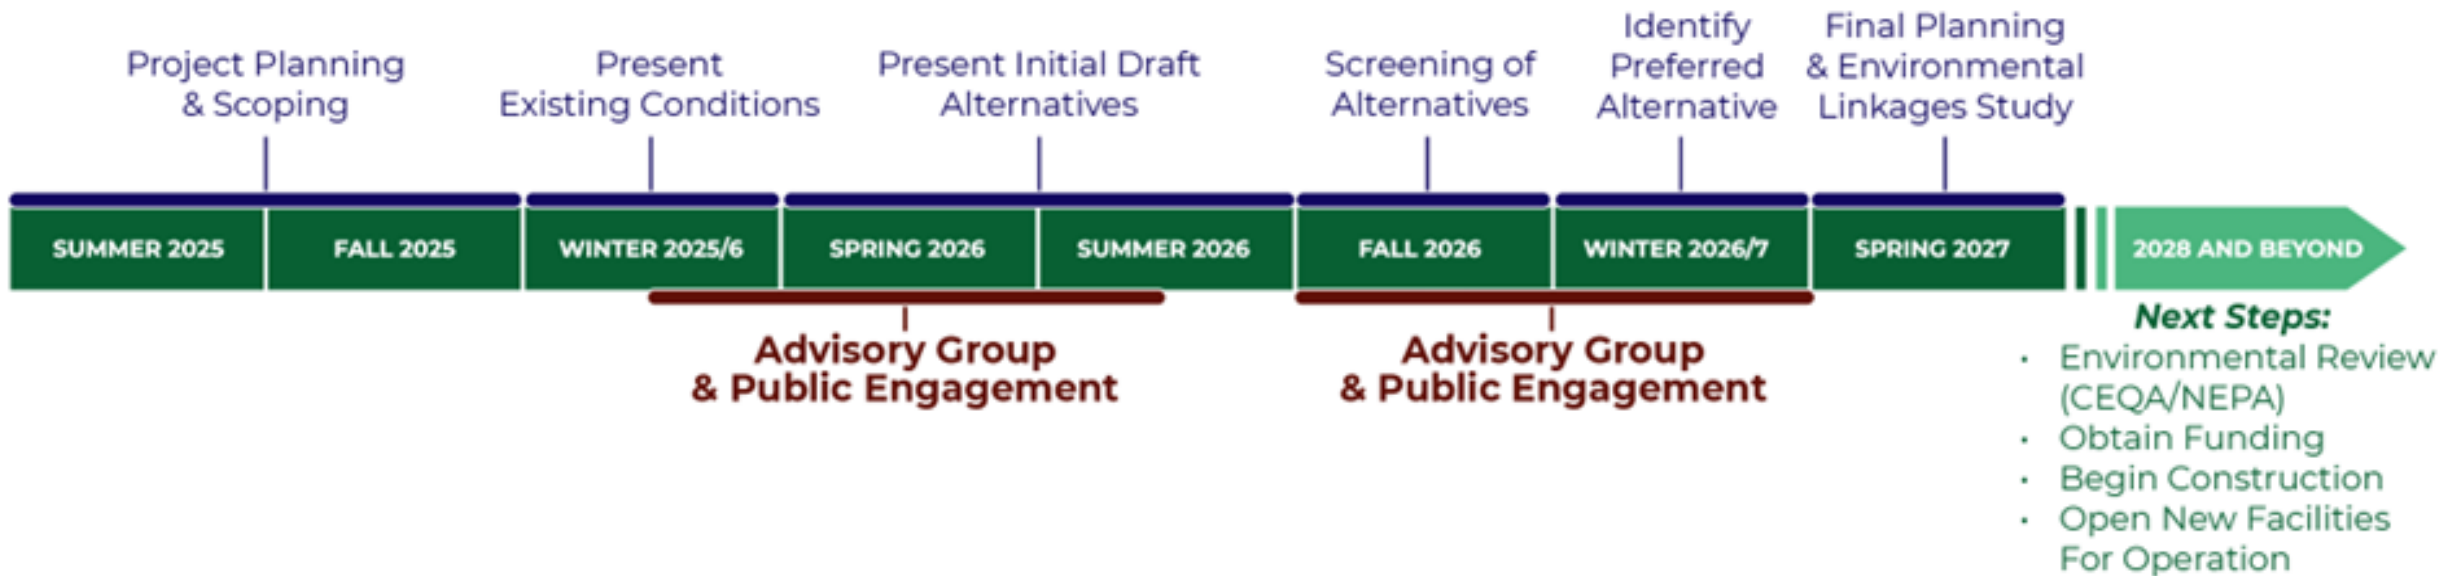 Project Planning
& Scoping
Present
Existing Conditions
Present Initial Draft
Alternatives
Screening of
Alternatives
Identify
Preferred
Alternative
Final Planning
& Environmental
Linkages Study
SUMMER 2025
FALL 2025
WINTER 2025/6
SPRING 2026
SUMMER 2026
FALL 2026
WINTER 2026/7
SPRING 2027
2028 AND BEYOND
Advisory Group
& Public Engagement
Advisory Group
& Public Engagement
Next Steps:
• Environmental Review
(CEQA/NEPA)
• Obtain Funding
• Begin Construction
• Open New Facilities
For Operation